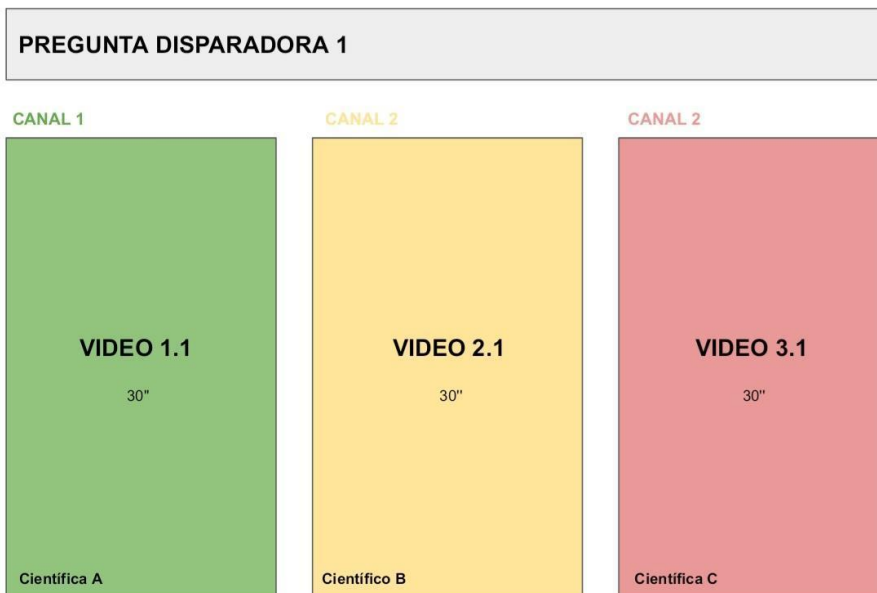 PREGUNTA DISPARADORA 1
CANAL 1
CANAL 2
CANAL 2
VIDEO 1.1
VIDEO 2.1
VIDEO 3.1
30"
30''
30''
Científica A
Científico B
Científica C